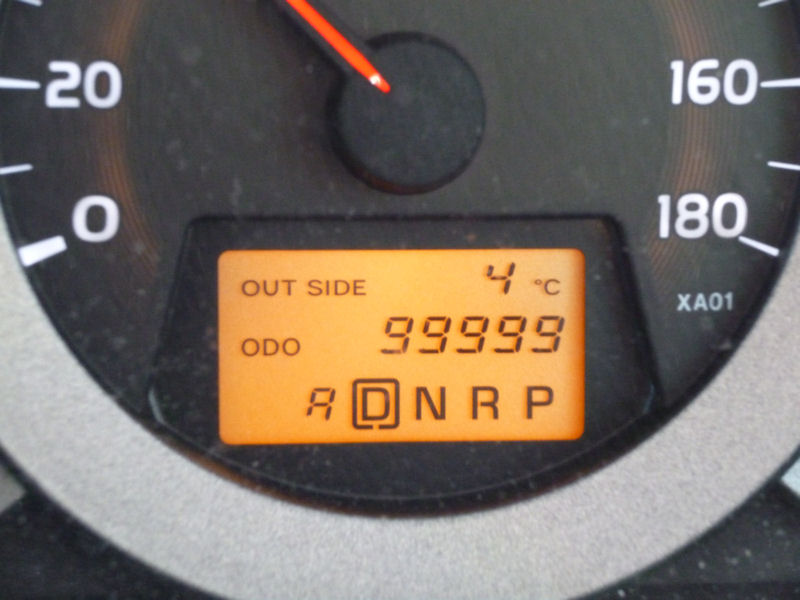 20
160
0
180
XA01
OUT SIDE 4 °C
ODO 99999
A D N R P